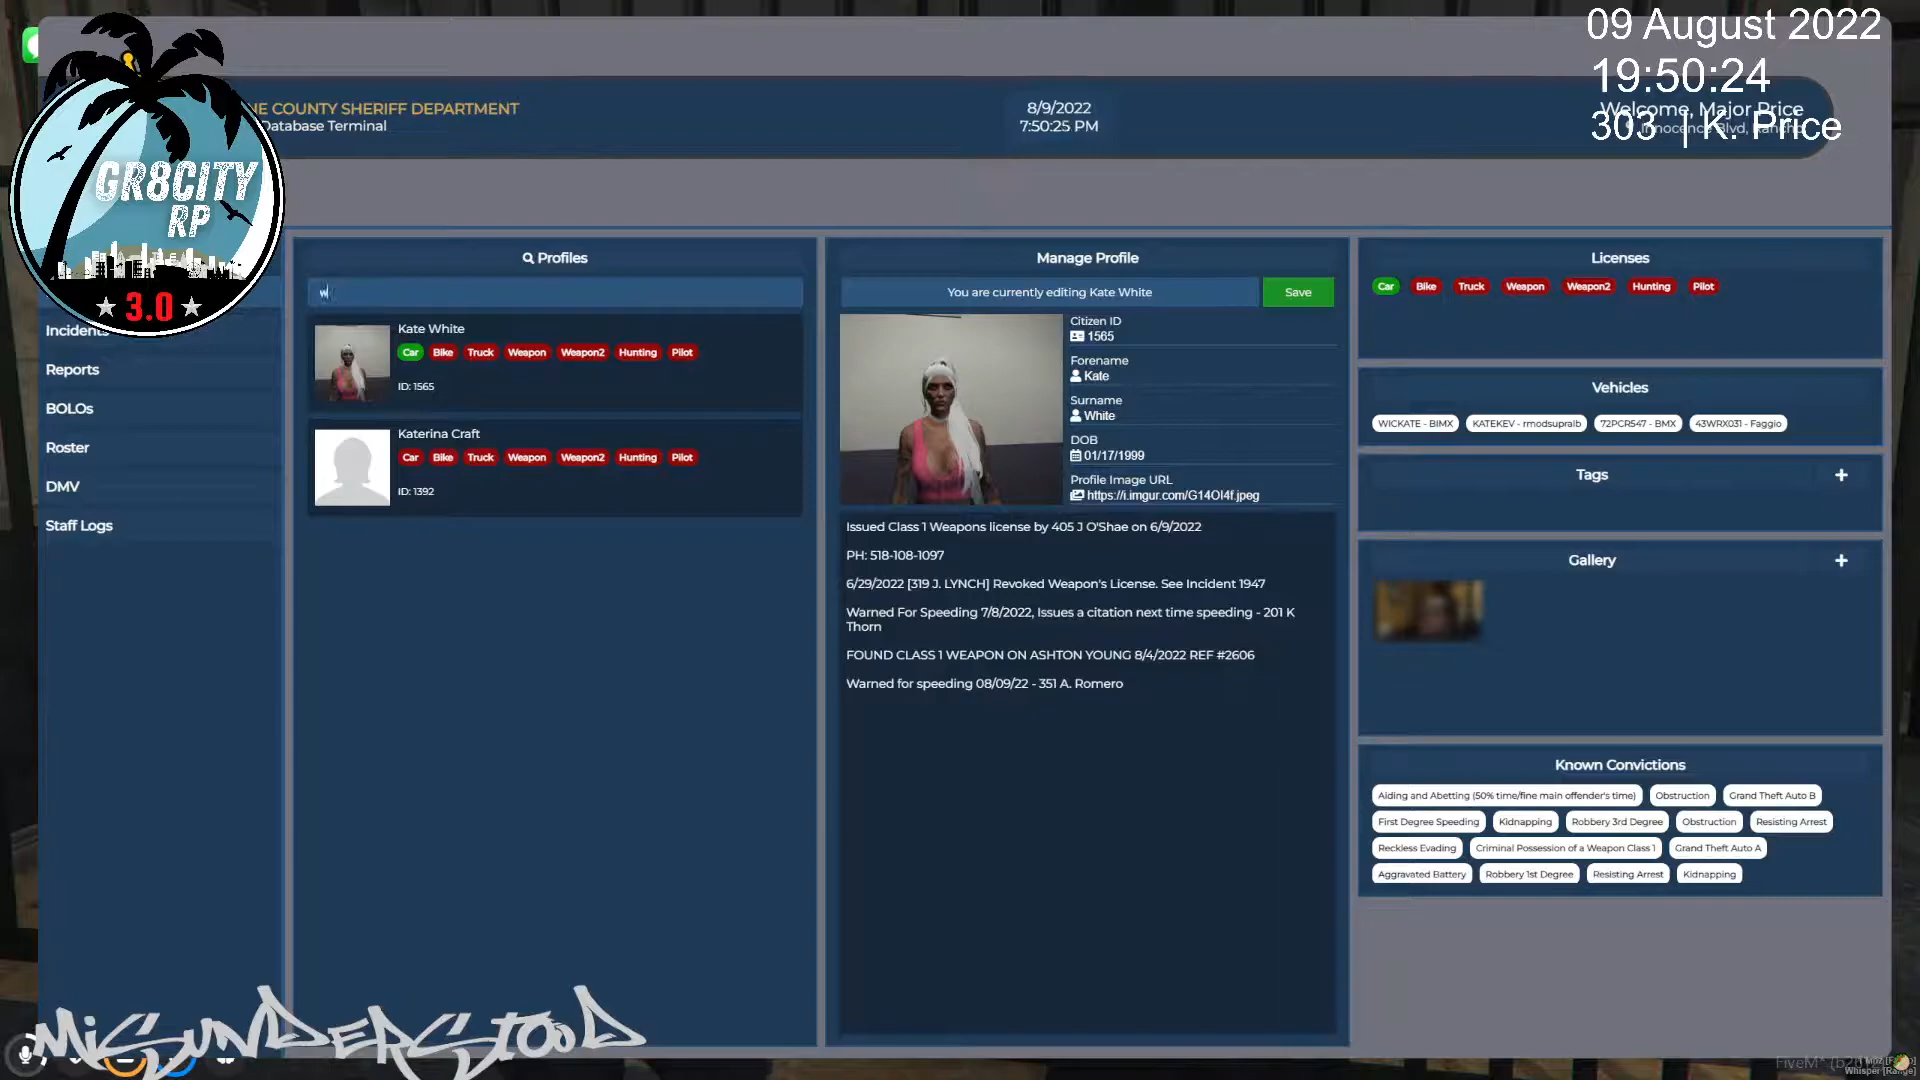 09 August 2022
19:50:24
303 | K. Price
GR8CITY
RP
3.0
NE COUNTY SHERIFF DEPARTMENT
Database Terminal
8/9/2022
7:50:25 PM
Welcome, Major Price
Innocence Blvd,
Incidents
Reports
BOLOs
Roster
DMV
Staff Logs
Profiles
w
Kate White
Car Bike Truck Weapon Weapon2 Hunting Pilot
ID: 1565
Katerina Craft
Car Bike Truck Weapon Weapon2 Hunting Pilot
ID: 1392
Manage Profile
You are currently editing Kate White
Save
Citizen ID
1565
Forename
Kate
Surname
White
DOB
01/17/1999
Profile Image URL
https://i.imgur.com/G14OI4f.jpeg
Issued Class 1 Weapons license by 405 J O'Shae on 6/9/2022
PH: 518-108-1097
6/29/2022 [319 J. LYNCH] Revoked Weapon's License. See Incident 1947
Warned For Speeding 7/8/2022, Issues a citation next time speeding - 201 K
Thorn
FOUND CLASS 1 WEAPON ON ASHTON YOUNG 8/4/2022 REF #2606
Warned for speeding 08/09/22 - 351 A. Romero
Licenses
Car Bike Truck Weapon Weapon2 Hunting Pilot
Vehicles
WICKATE - BIMX KATEKEV - rmodsupralb 72PCR547 - BMX 43WRX031 - Faggio
Tags +
Gallery +
Known Convictions
Aiding and Abetting (50% time/fine main offender's time) Obstruction Grand Theft Auto B
First Degree Speeding Kidnapping Robbery 3rd Degree Obstruction Resisting Arrest
Reckless Evading Criminal Possession of a Weapon Class 1 Grand Theft Auto A
Aggravated Battery Robbery 1st Degree Resisting Arrest Kidnapping
MISUNDERSTOOD
FiveM*
Whisper [Range]